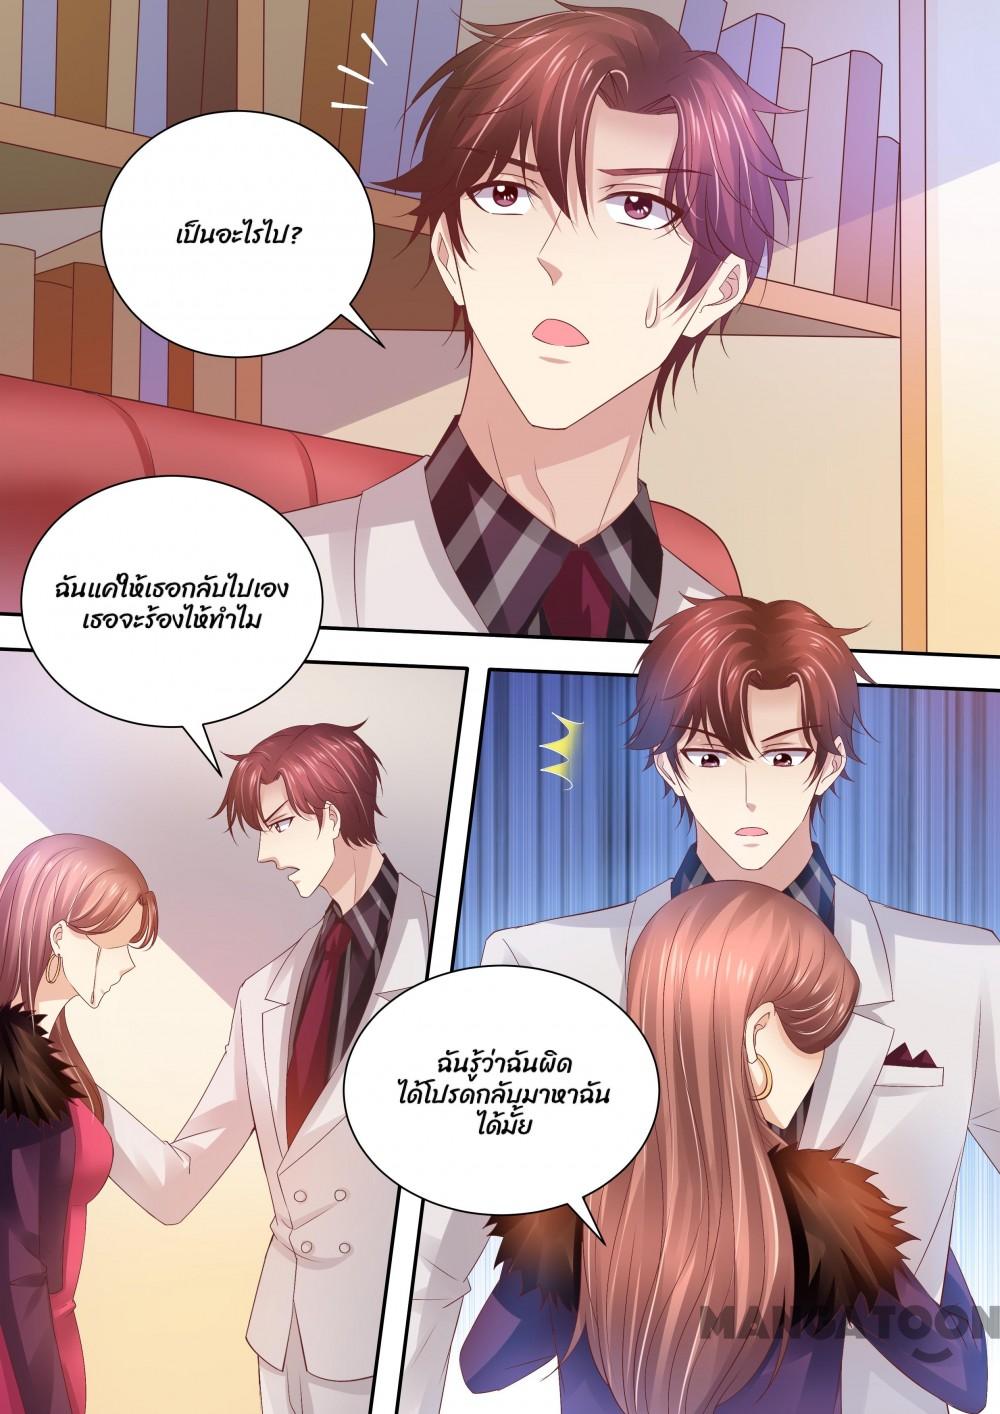 เป็นอะไรไป?
ฉันแค่ให้เธอกลับไปเอง
เธอจะร้องไห้ทำไม
ฉันรู้ว่าฉันผิด
ได้โปรดกลับมาหาฉัน
ได้มั้ย
MANGATOON